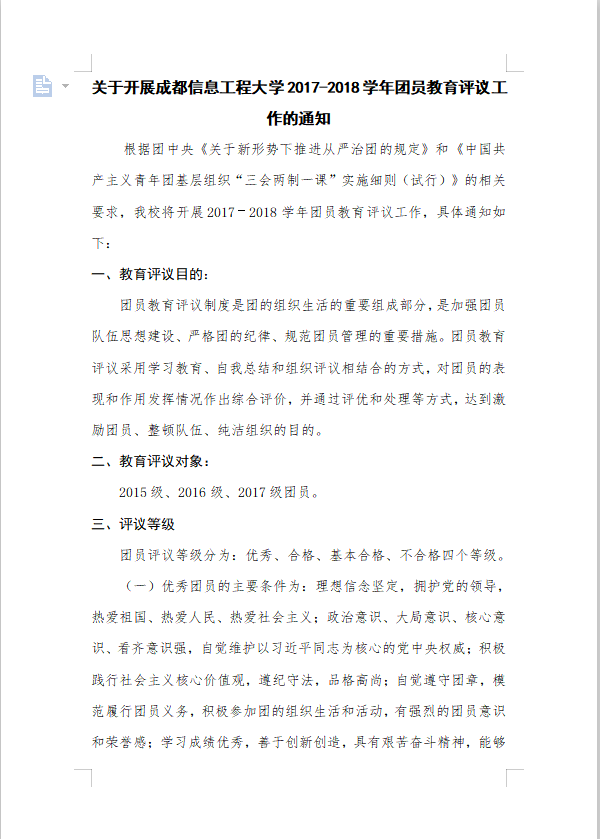 关于开展成都信息工程大学2017-2018学年团员教育评议工
作的通知
根据团中央《关于新形势下推进从严治团的规定》和《中国共
产主义青年团基层组织“三会两制一课”实施细则（试行）》的相关
要求，我校将开展2017－2018学年团员教育评议工作，具体通知如
下：
一、教育评议目的：
团员教育评议制度是团的组织生活的重要组成部分，是加强团员
队伍思想建设、严格团的纪律、规范团员管理的重要措施。团员教育
评议采用学习教育、自我总结和组织评议相结合的方式，对团员的表
现和作用发挥情况作出综合评价，并通过评优和处理等方式，达到激
励团员、整顿队伍、纯洁组织的目的。
二、教育评议对象：
2015级、2016级、2017级团员。
三、评议等级
团员评议等级分为：优秀、合格、基本合格、不合格四个等级。
（一）优秀团员的主要条件为：理想信念坚定，拥护党的领导，
热爱祖国、热爱人民、热爱社会主义；政治意识、大局意识、核心意
识、看齐意识强，自觉维护以习近平同志为核心的党中央权威；积极
践行社会主义核心价值观，遵纪守法，品格高尚；自觉遵守团章，模
范履行团员义务，积极参加团的组织生活和活动，有强烈的团员意识
和荣誉感；学习成绩优秀，善于创新创造，具有艰苦奋斗精神，能够